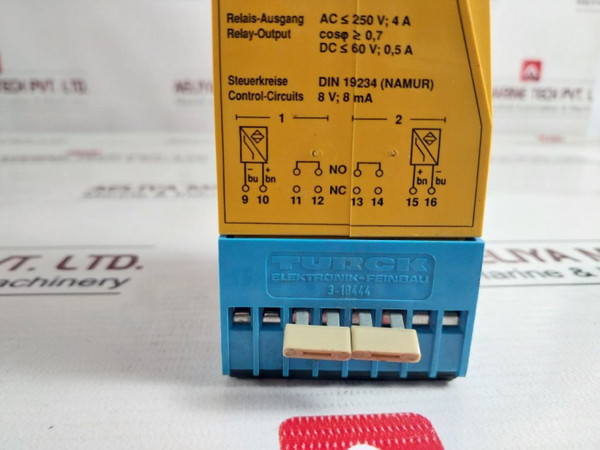 Relais-Ausgang AC ≤ 250 V; 4 A
Relay-Output cosφ ≥ 0,7
DC ≤ 60 V; 0,5 A
Steuerkreise DIN 19234 (NAMUR)
Control-Circuits 8 V; 8 mA
1 2
NO
- + + -
bu bn bn bu
NC
9 10 11 12 13 14 15 16
TURCK
ELEKTRONIK-FEINBAU
3-10444
T. LTD.
achinery